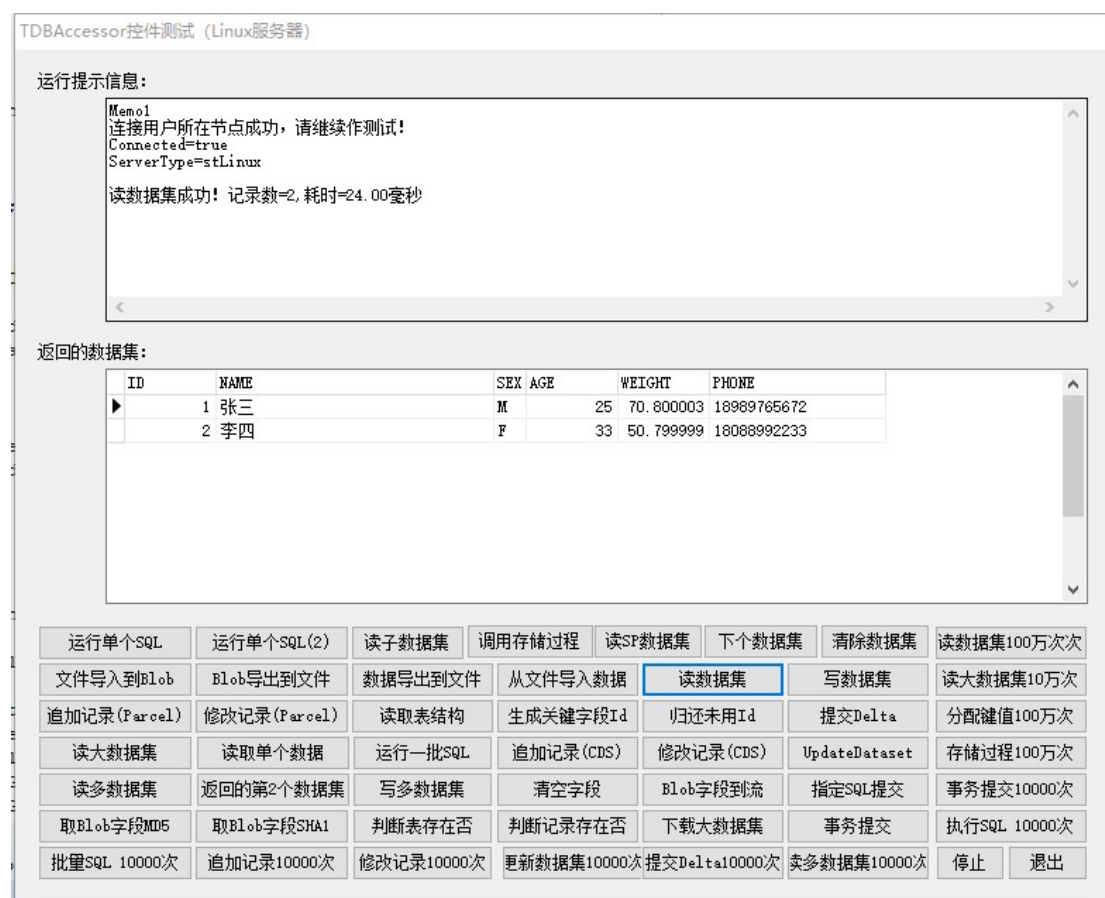 TDBAccessor控件测试 (Linux服务器)
运行提示信息:
Memo1
连接用户所在节点成功, 请继续作测试!
Connected=true
ServerType=stLinux
读数据集成功! 记录数=2, 耗时=24.00毫秒
返回的数据集:
ID NAME SEX AGE WEIGHT PHONE
1 张三 M 25 70.800003 18989765672
2 李四 F 33 50.799999 18088992233
运行单个SQL 运行单个SQL(2) 读子数据集 调用存储过程 读SP数据集 下个数据集 清除数据集 读数据集100万次次
文件导入到Blob Blob导出到文件 数据导出到文件 从文件导入数据 读数据集 写数据集 读大数据集10万次
追加记录(Parcel) 修改记录(Parcel) 读取表结构 生成关键字段Id 归还未用Id 提交Delta 分配键值100万次
读大数据集 读取单个数据 运行一批SQL 追加记录(CDS) 修改记录(CDS) UpdateDataset 存储过程100万次
读多数据集 返回的第2个数据集 写多数据集 清空字段 Blob字段到流 指定SQL提交 事务提交10000次
取Blob字段MD5 取Blob字段SHA1 判断表存在否 判断记录存在否 下载大数据集 事务提交 执行SQL 10000次
批量SQL 10000次 追加记录10000次 修改记录10000次 更新数据集10000次 提交Delta10000次 读多数据集10000次 停止 退出